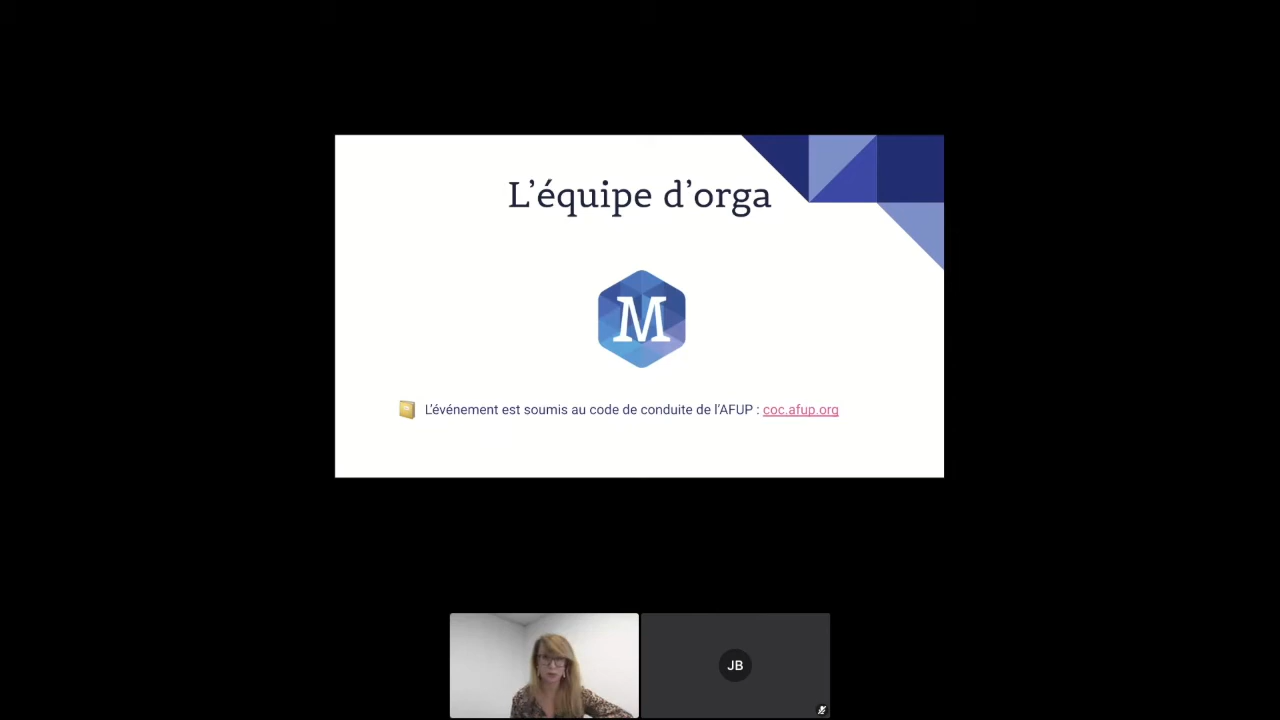 L’équipe d’orga
M
L’événement est soumis au code de conduite de l’AFUP : coc.afup.org
JB